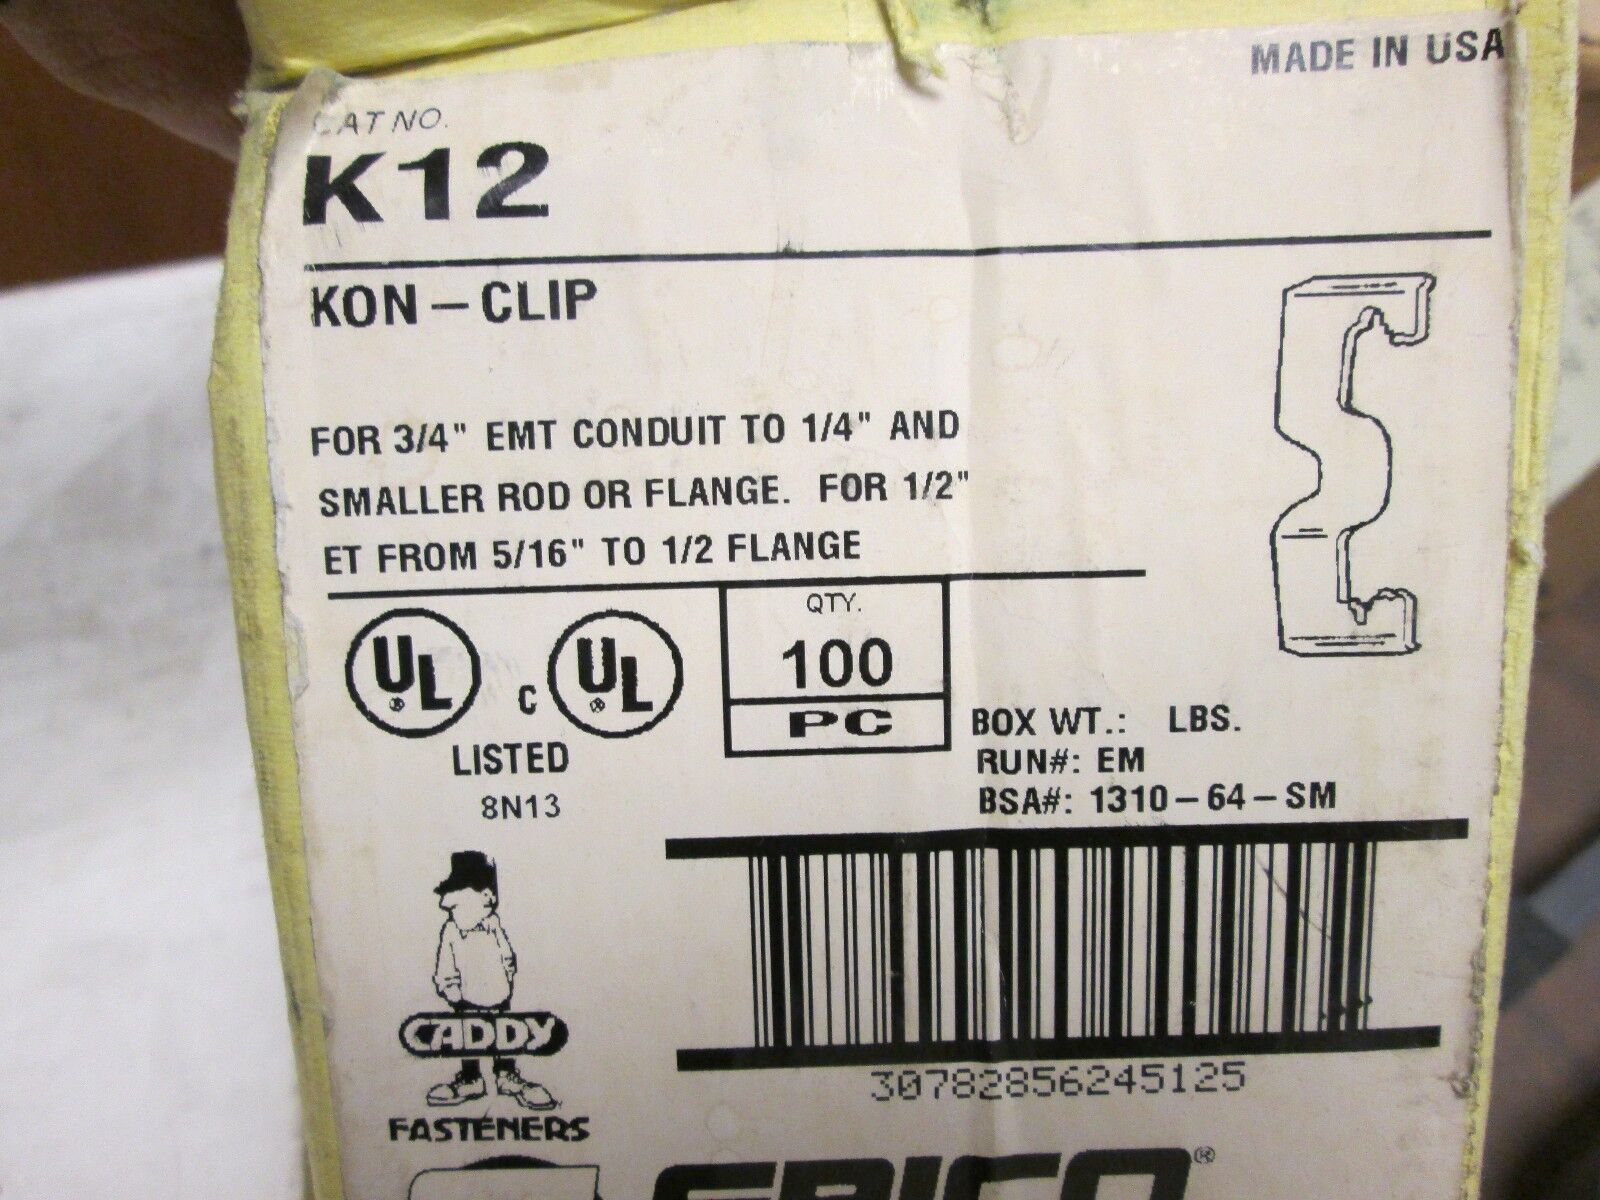 MADE IN USA
CAT NO.
K12
KON-CLIP
FOR 3/4" EMT CONDUIT TO 1/4" AND
SMALLER ROD OR FLANGE. FOR 1/2"
ET FROM 5/16" TO 1/2 FLANGE
UL® C UL®
LISTED
8N13
QTY.
100
PC
BOX WT.: LBS.
RUN#: EM
BSA#: 1310-64-SM
30782856245125
CADDY
FASTENERS
ERICO®